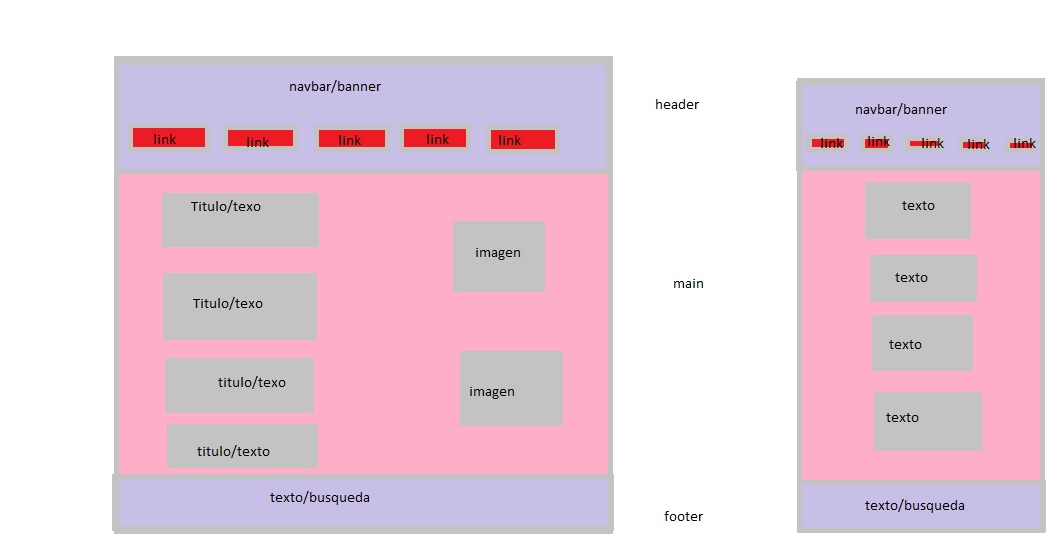 navbar/banner
link
link
link
link
link
Titulo/texo
imagen
Titulo/texo
titulo/texo
imagen
titulo/texto
texto/busqueda
header
main
footer
navbar/banner
link
link
link
link
link
texto
texto
texto
texto
texto/busqueda